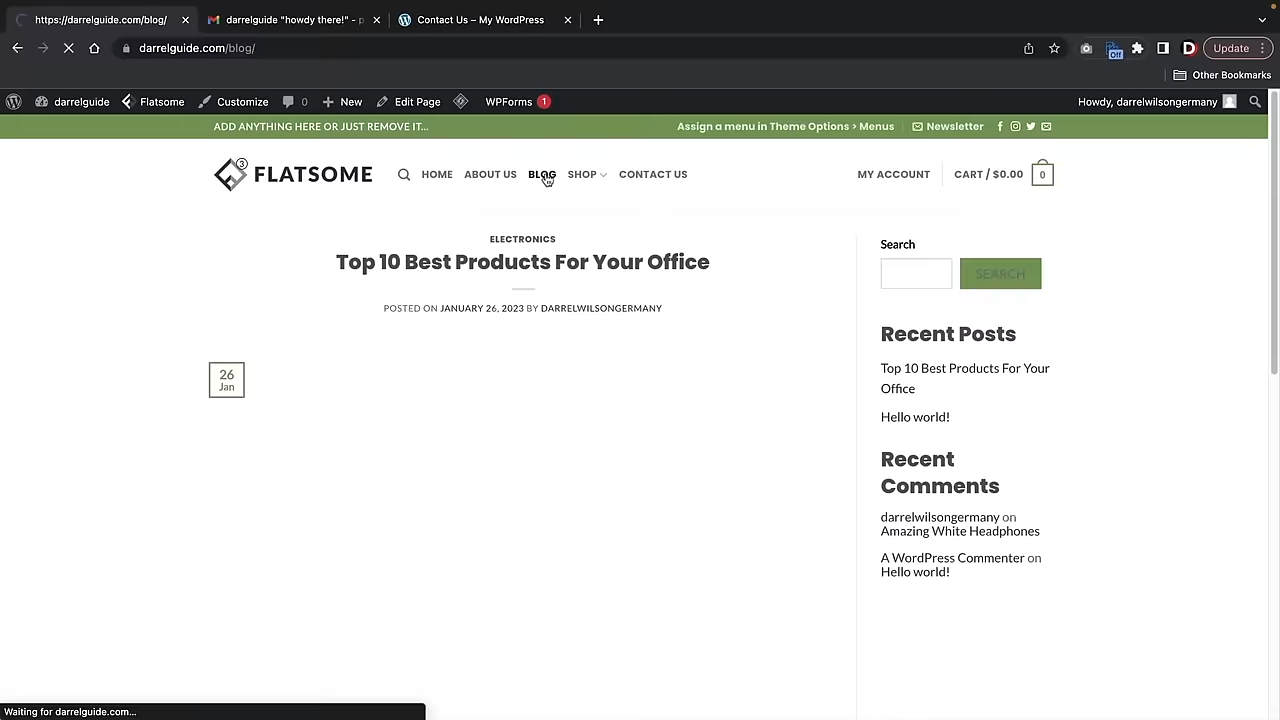 https://darrelguide.com/blog/
darrelguide "howdy there!" - p
Contact Us – My WordPress
darrelguide.com/blog/
Off
D
Update
Other Bookmarks
darrelguide
Flatsome
Customize
0
New
Edit Page
WPForms 1
Howdy, darrelwilsongermany
ADD ANYTHING HERE OR JUST REMOVE IT...
Assign a menu in Theme Options > Menus
Newsletter
3
FLATSOME
HOME
ABOUT US
BLOG
SHOP
CONTACT US
MY ACCOUNT
CART / $0.00
0
ELECTRONICS
Top 10 Best Products For Your Office
POSTED ON JANUARY 26, 2023 BY DARRELWILSONGERMANY
26
Jan
Search
SEARCH
Recent Posts
Top 10 Best Products For Your
Office
Hello world!
Recent
Comments
darrelwilsongermany on
Amazing White Headphones
A WordPress Commenter on
Hello world!
Waiting for darrelguide.com...